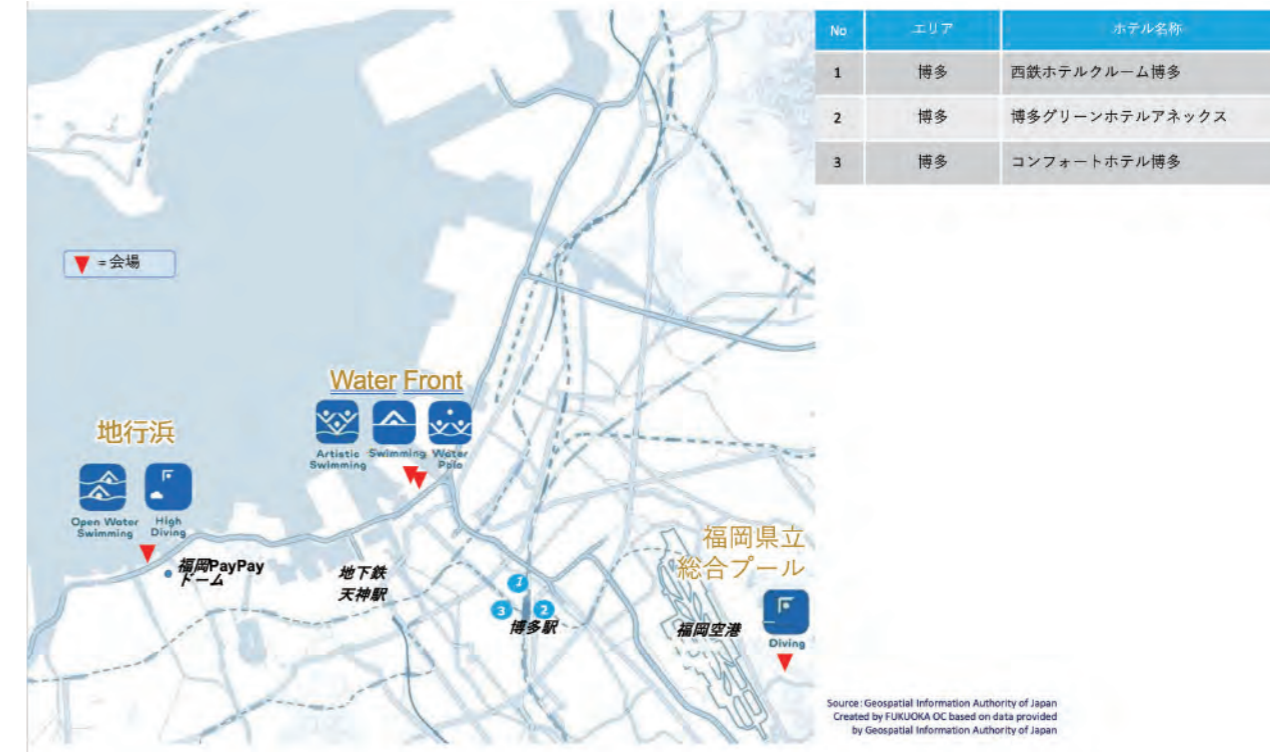 No エリア ホテル名称
1 博多 西鉄ホテルクルーム博多
2 博多 博多グリーンホテルアネックス
3 博多 コンフォートホテル博多
= 会場
Water Front
Artistic
Swimming
Swimming
Water
Polo
地行浜
Open Water
Swimming
High
Diving
福岡PayPay
ドーム
地下鉄
天神駅
1
3
2
博多駅
福岡県立
総合プール
福岡空港
Diving
Source: Geospatial Information Authority of Japan
Created by FUKUOKA OC based on data provided
by Geospatial Information Authority of Japan